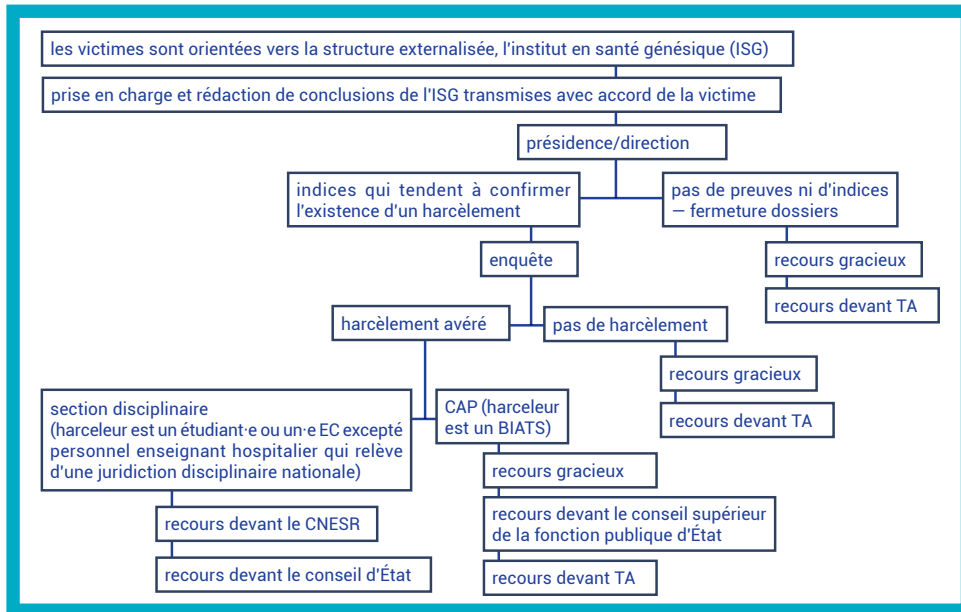 les victimes sont orientées vers la structure externalisée, l'institut en santé génésique (ISG)
prise en charge et rédaction de conclusions de l'ISG transmises avec accord de la victime
présidence/direction
indices qui tendent à confirmer
l'existence d'un harcèlement
pas de preuves ni d'indices
— fermeture dossiers
recours gracieux
recours devant TA
enquête
harcèlement avéré
pas de harcèlement
recours gracieux
recours devant TA
section disciplinaire
(harceleur est un étudiant·e ou un·e EC excepté
personnel enseignant hospitalier qui relève
d'une juridiction disciplinaire nationale)
recours devant le CNESR
recours devant le conseil d'État
CAP (harceleur
est un BIATS)
recours gracieux
recours devant le conseil supérieur
de la fonction publique d'État
recours devant TA